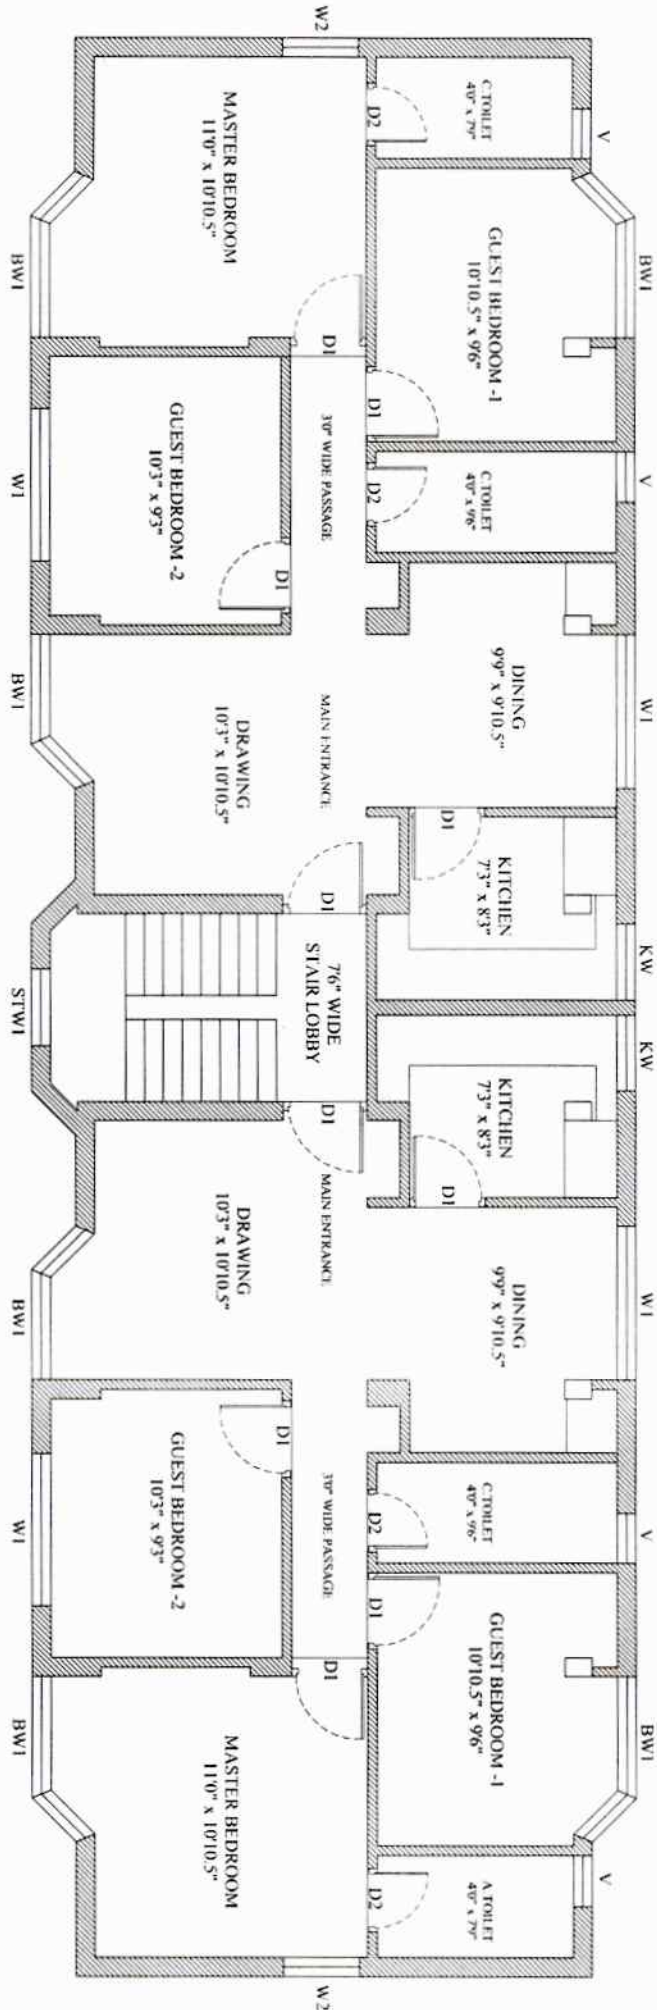 W2
V
C.TOILET
4'0" x 7'9"
D2
MASTER BEDROOM
11'0" x 10'10.5"
BW1
BW1
GUEST BEDROOM -1
10'10.5" x 9'6"
D1
D1
3'0" WIDE PASSAGE
GUEST BEDROOM -2
10'3" x 9'3"
W1
V
C.TOILET
4'0" x 9'6"
D2
D1
DINING
9'9" x 9'10.5"
W1
MAIN ENTRANCE
DRAWING
10'3" x 10'10.5"
BW1
D1
D1
KITCHEN
7'3" x 8'3"
KW
7'6" WIDE
STAIR LOBBY
STW1
KW
KITCHEN
7'3" x 8'3"
D1
D1
MAIN ENTRANCE
DRAWING
10'3" x 10'10.5"
BW1
DINING
9'9" x 9'10.5"
W1
D1
GUEST BEDROOM -2
10'3" x 9'3"
W1
3'0" WIDE PASSAGE
C.TOILET
4'0" x 9'6"
V
D2
D1
D1
GUEST BEDROOM -1
10'10.5" x 9'6"
BW1
BW1
MASTER BEDROOM
11'0" x 10'10.5"
A.TOILET
4'0" x 7'9"
V
D2
W2